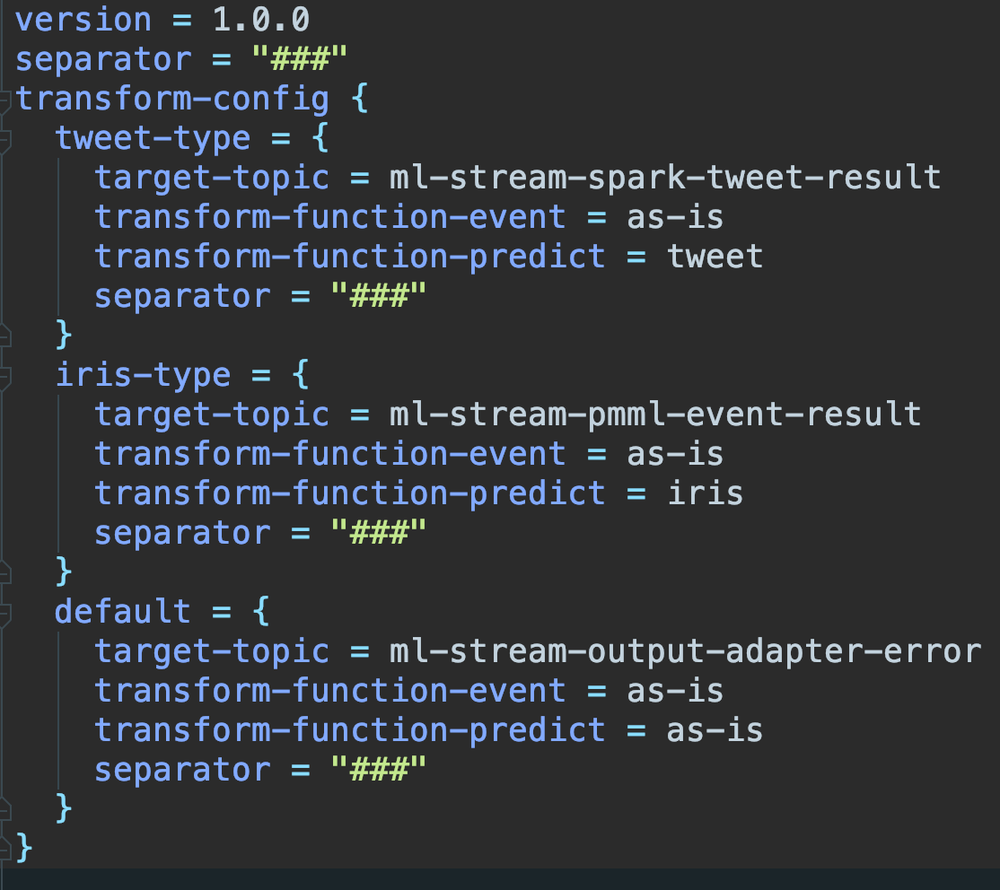 version = 1.0.0
separator = "###"
transform-config {
  tweet-type = {
    target-topic = ml-stream-spark-tweet-result
    transform-function-event = as-is
    transform-function-predict = tweet
    separator = "###"
  }
  iris-type = {
    target-topic = ml-stream-pmml-event-result
    transform-function-event = as-is
    transform-function-predict = iris
    separator = "###"
  }
  default = {
    target-topic = ml-stream-output-adapter-error
    transform-function-event = as-is
    transform-function-predict = as-is
    separator = "###"
  }
}